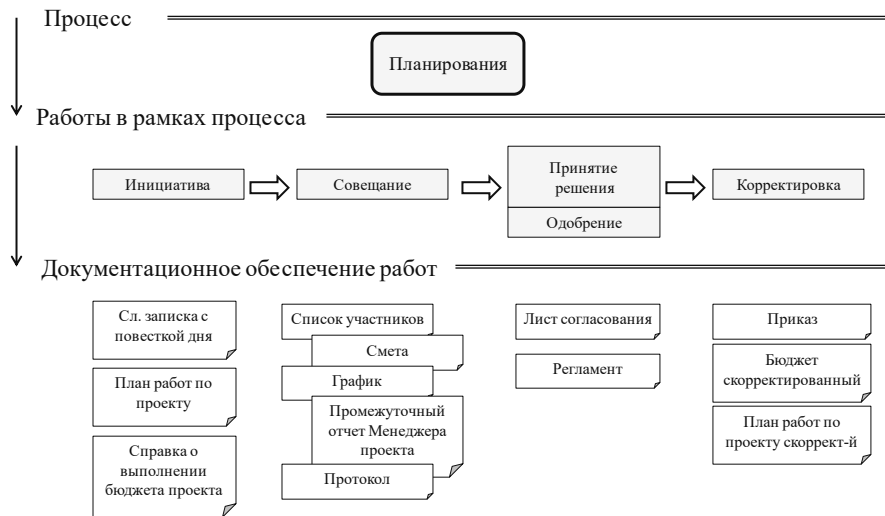 Процесс
Планирования
Работы в рамках процесса
Инициатива
Совещание
Принятие
решения
Одобрение
Корректировка
Документационное обеспечение работ
Сл. записка с
повесткой дня
План работ по
проекту
Справка о
выполнении
бюджета проекта
Список участников
Смета
График
Промежуточный
отчет Менеджера
проекта
Протокол
Лист согласования
Регламент
Приказ
Бюджет
скорректированный
План работ по
проекту скоррект-й